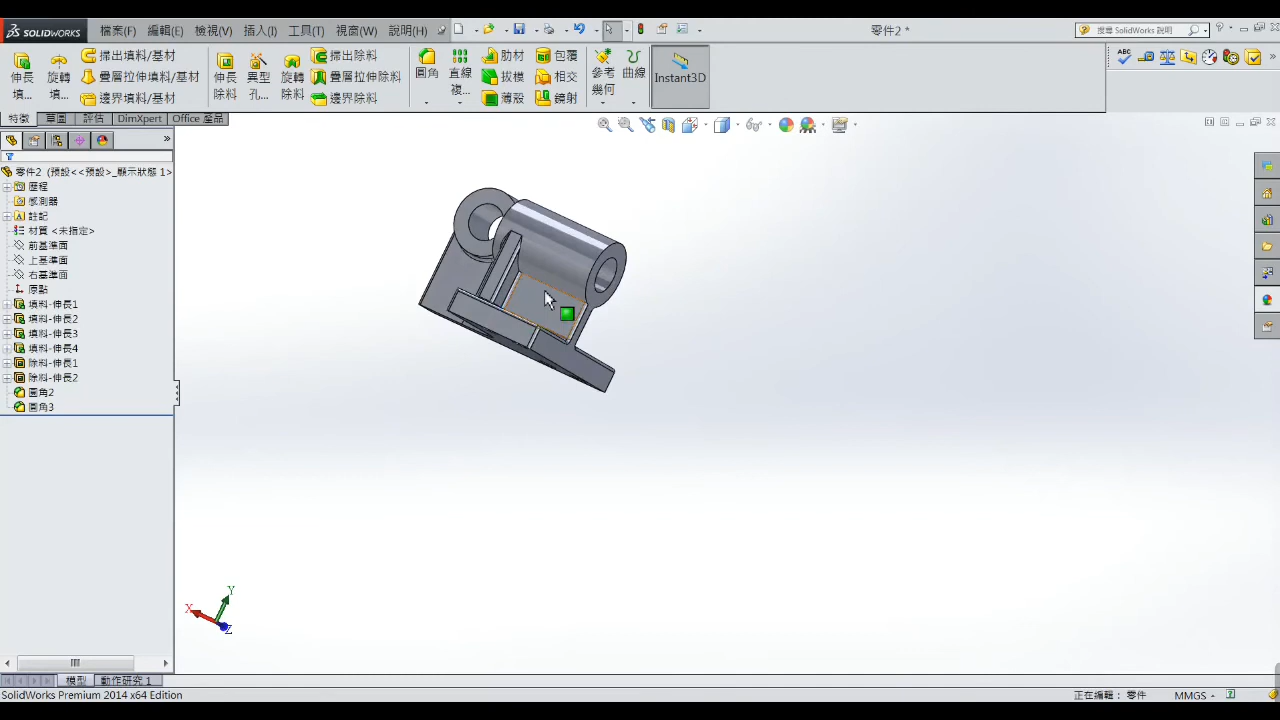 SOLIDWORKS 檔案(F) 編輯(E) 檢視(V) 插入(I) 工具(T) 視窗(W) 說明(H) 零件2 * 搜尋 SolidWorks 說明
伸長填... 旋轉填... 掃出填料/基材 疊層拉伸填料/基材 邊界填料/基材 伸長除料 異型孔... 旋轉除料 掃出除料 疊層拉伸除料 邊界除料 圓角 直線複... 肋材 拔模 薄殼 包覆 相交 鏡射 參考幾何 曲線 Instant3D
特徵 草圖 評估 DimXpert Office 產品
零件2 (預設<<預設>_顯示狀態 1>)
歷程
感測器
註記
材質 <未指定>
前基準面
上基準面
右基準面
原點
填料-伸長1
填料-伸長2
填料-伸長3
填料-伸長4
除料-伸長1
除料-伸長2
圓角2
圓角3
Y
X
Z
模型 動作研究 1
SolidWorks Premium 2014 x64 Edition 正在編輯: 零件 MMGS